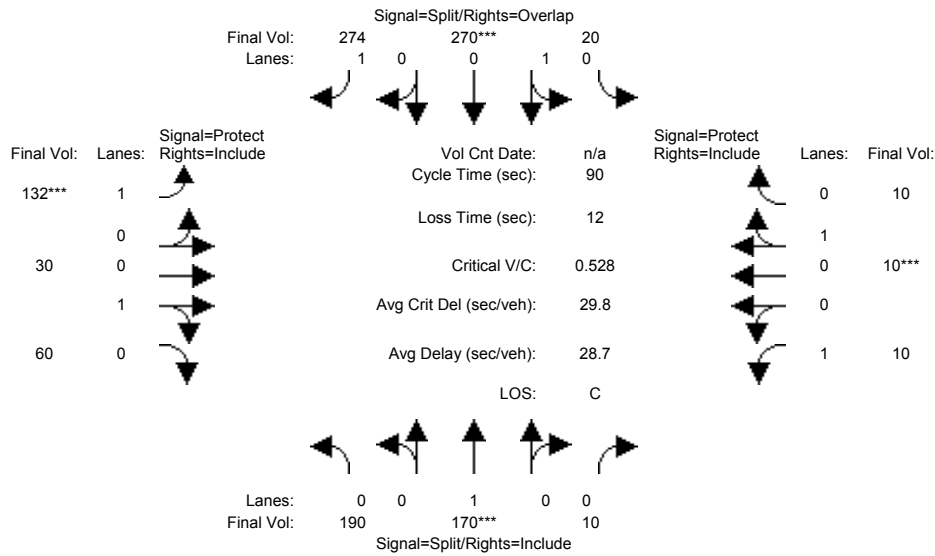 Signal=Split/Rights=Overlap
Final Vol: 274 270*** 20
Lanes: 1 0 0 1 0
Signal=Protect
Final Vol: Lanes: Rights=Include
Vol Cnt Date: n/a
Signal=Protect
Rights=Include Lanes: Final Vol:
Cycle Time (sec): 90
132*** 1
0 10
Loss Time (sec): 12
0
1
30 0
Critical V/C: 0.528
0 10***
1
Avg Crit Del (sec/veh): 29.8
0
60 0
Avg Delay (sec/veh): 28.7
1 10
LOS: C
Lanes: 0 0 1 0 0
Final Vol: 190 170*** 10
Signal=Split/Rights=Include